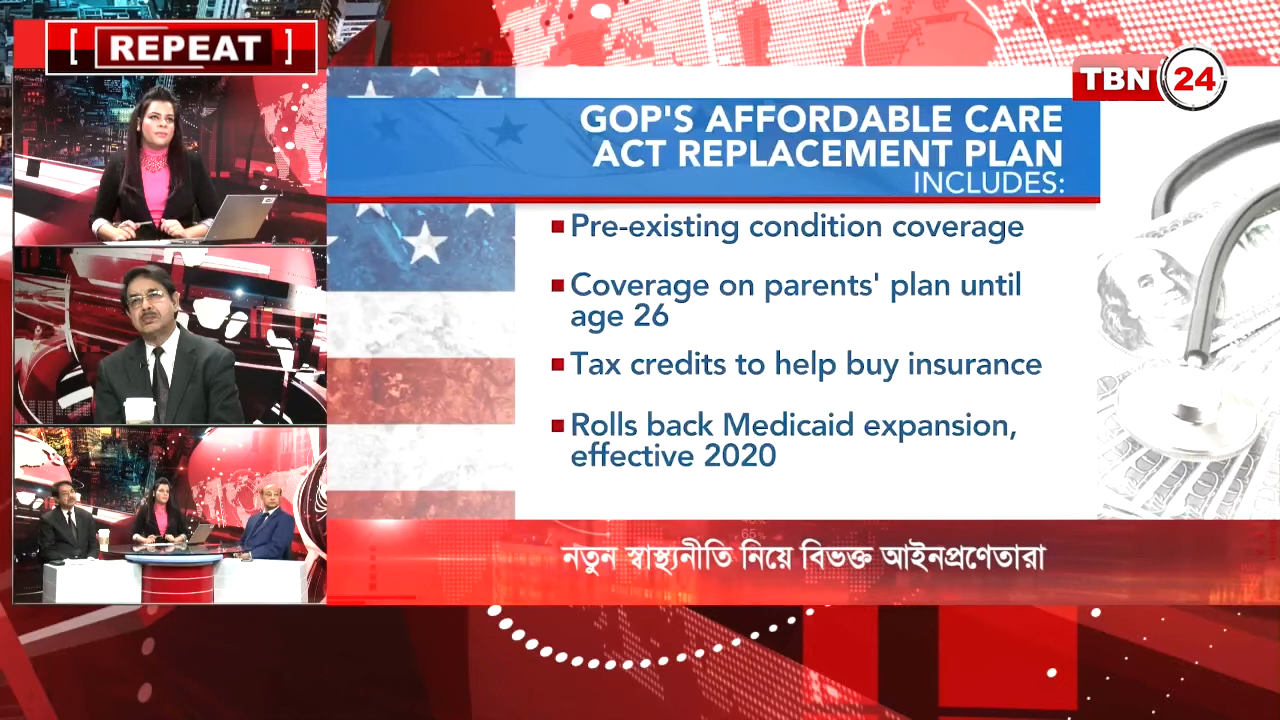 [ REPEAT ]
TBN 24
GOP'S AFFORDABLE CARE
ACT REPLACEMENT PLAN
INCLUDES:
Pre-existing condition coverage
Coverage on parents' plan until
age 26
Tax credits to help buy insurance
Rolls back Medicaid expansion,
effective 2020
নতুন স্বাস্থ্যনীতি নিয়ে বিভক্ত আইনপ্রণেতারা